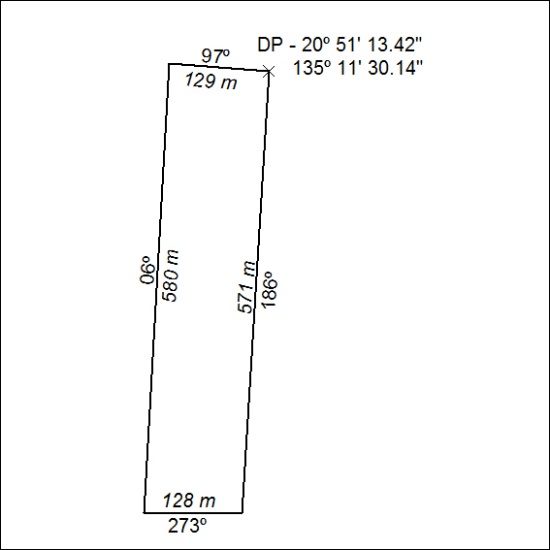 97º
DP - 20º 51' 13.42"
135º 11' 30.14"
129 m
06º
580 m
571 m
186º
128 m
273º